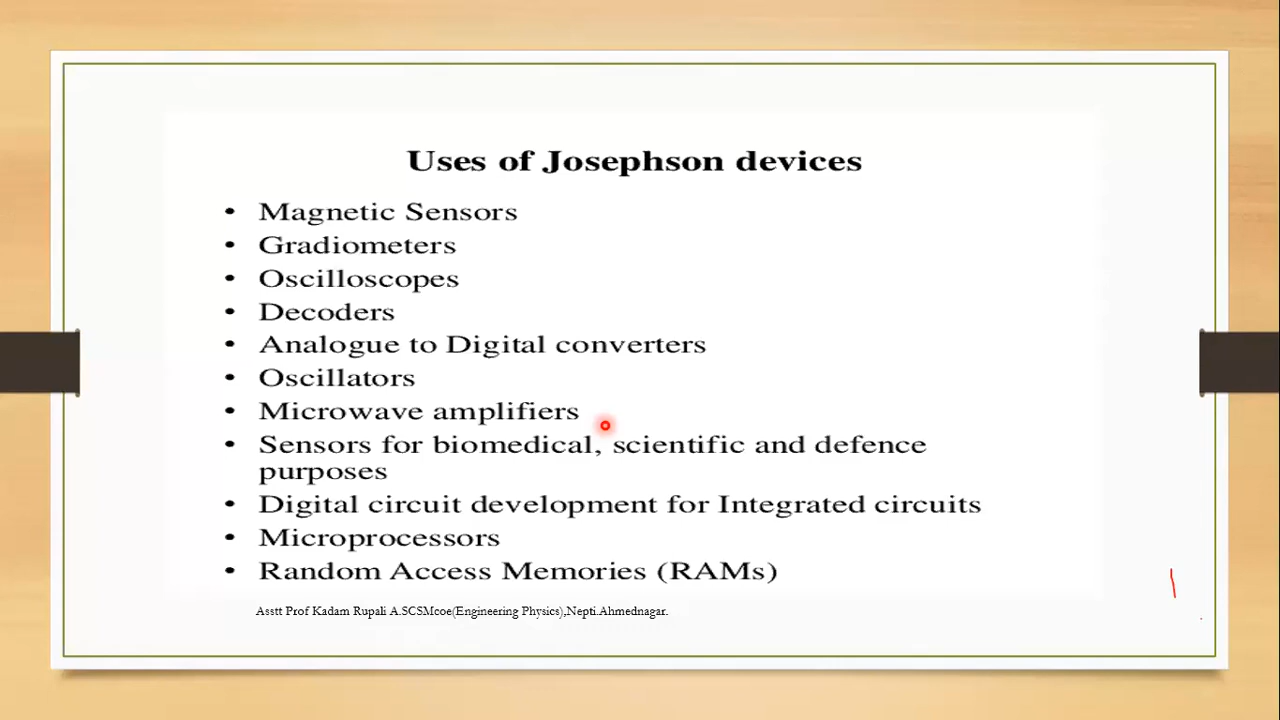 Uses of Josephson devices
• Magnetic Sensors
• Gradiometers
• Oscilloscopes
• Decoders
• Analogue to Digital converters
• Oscillators
• Microwave amplifiers
• Sensors for biomedical, scientific and defence
purposes
• Digital circuit development for Integrated circuits
• Microprocessors
• Random Access Memories (RAMs)
Asstt Prof Kadam Rupali A.SCSMcoe(Engineering Physics),Nepti.Ahmednagar.